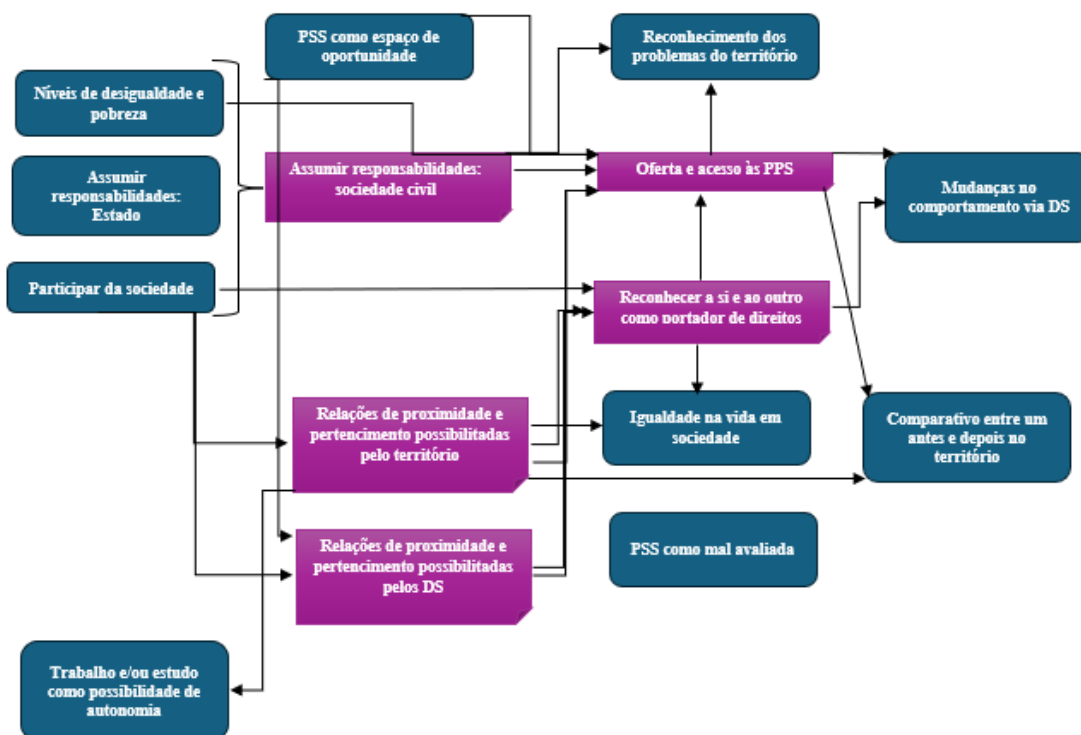 PSS como espaço de
oportunidade
Reconhecimento dos
problemas do território
Níveis de desigualdade e
pobreza
Assumir
responsabilidades:
Estado
Assumir responsabilidades:
sociedade civil
Oferta e acesso às PPS
Mudanças no
comportamento via DS
Participar da sociedade
Reconhecer a si e ao outro
como portador de direitos
Relações de proximidade e
pertencimento possibilitadas
pelo território
Igualdade na vida em
sociedade
Comparativo entre um
antes e depois no
território
Relações de proximidade e
pertencimento possibilitadas
pelos DS
PSS como mal avaliada
Trabalho e/ou estudo
como possibilidade de
autonomia